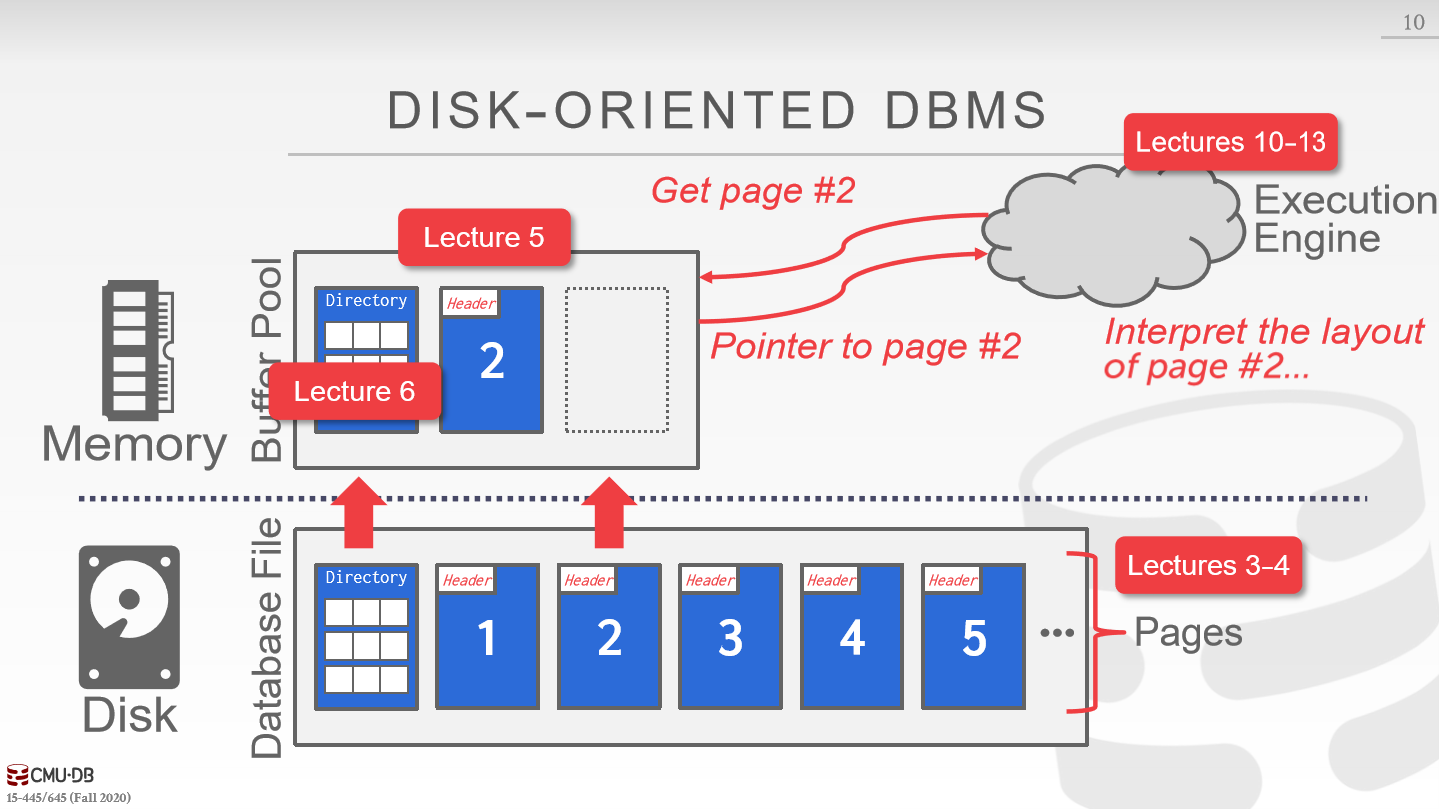 10
DISK-ORIENTED DBMS
Lectures 10-13
Get page #2
Execution
Engine
Lecture 5
Buffer Pool
Directory
Header
2
Lecture 6
Pointer to page #2
Interpret the layout
of page #2...
Memory
Database File
Directory
Header
1
Header
2
Header
3
Header
4
Header
5
...
Lectures 3-4
Pages
Disk
CMU·DB
15-445/645 (Fall 2020)